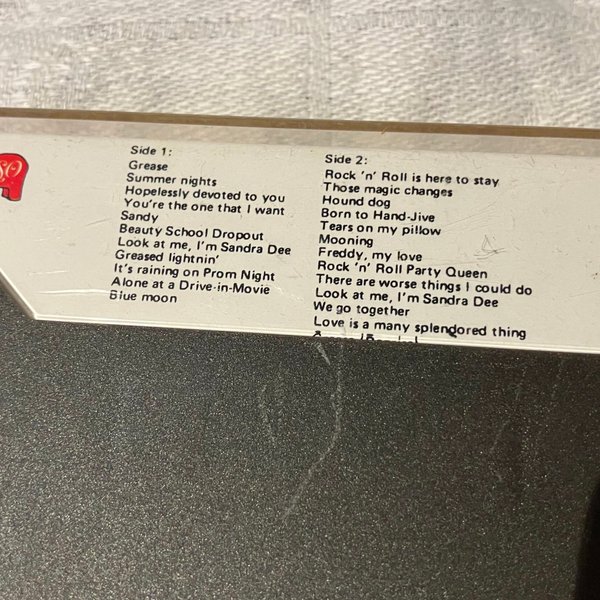 SO
Side 1:
Grease
Summer nights
Hopelessly devoted to you
You're the one that I want
Sandy
Beauty School Dropout
Look at me, I'm Sandra Dee
Greased lightnin'
It's raining on Prom Night
Alone at a Drive-in-Movie
Blue moon
Side 2:
Rock 'n' Roll is here to stay
Those magic changes
Hound dog
Born to Hand-Jive
Tears on my pillow
Mooning
Freddy, my love
Rock 'n' Roll Party Queen
There are worse things I could do
Look at me, I'm Sandra Dee
We go together
Love is a many splendored thing